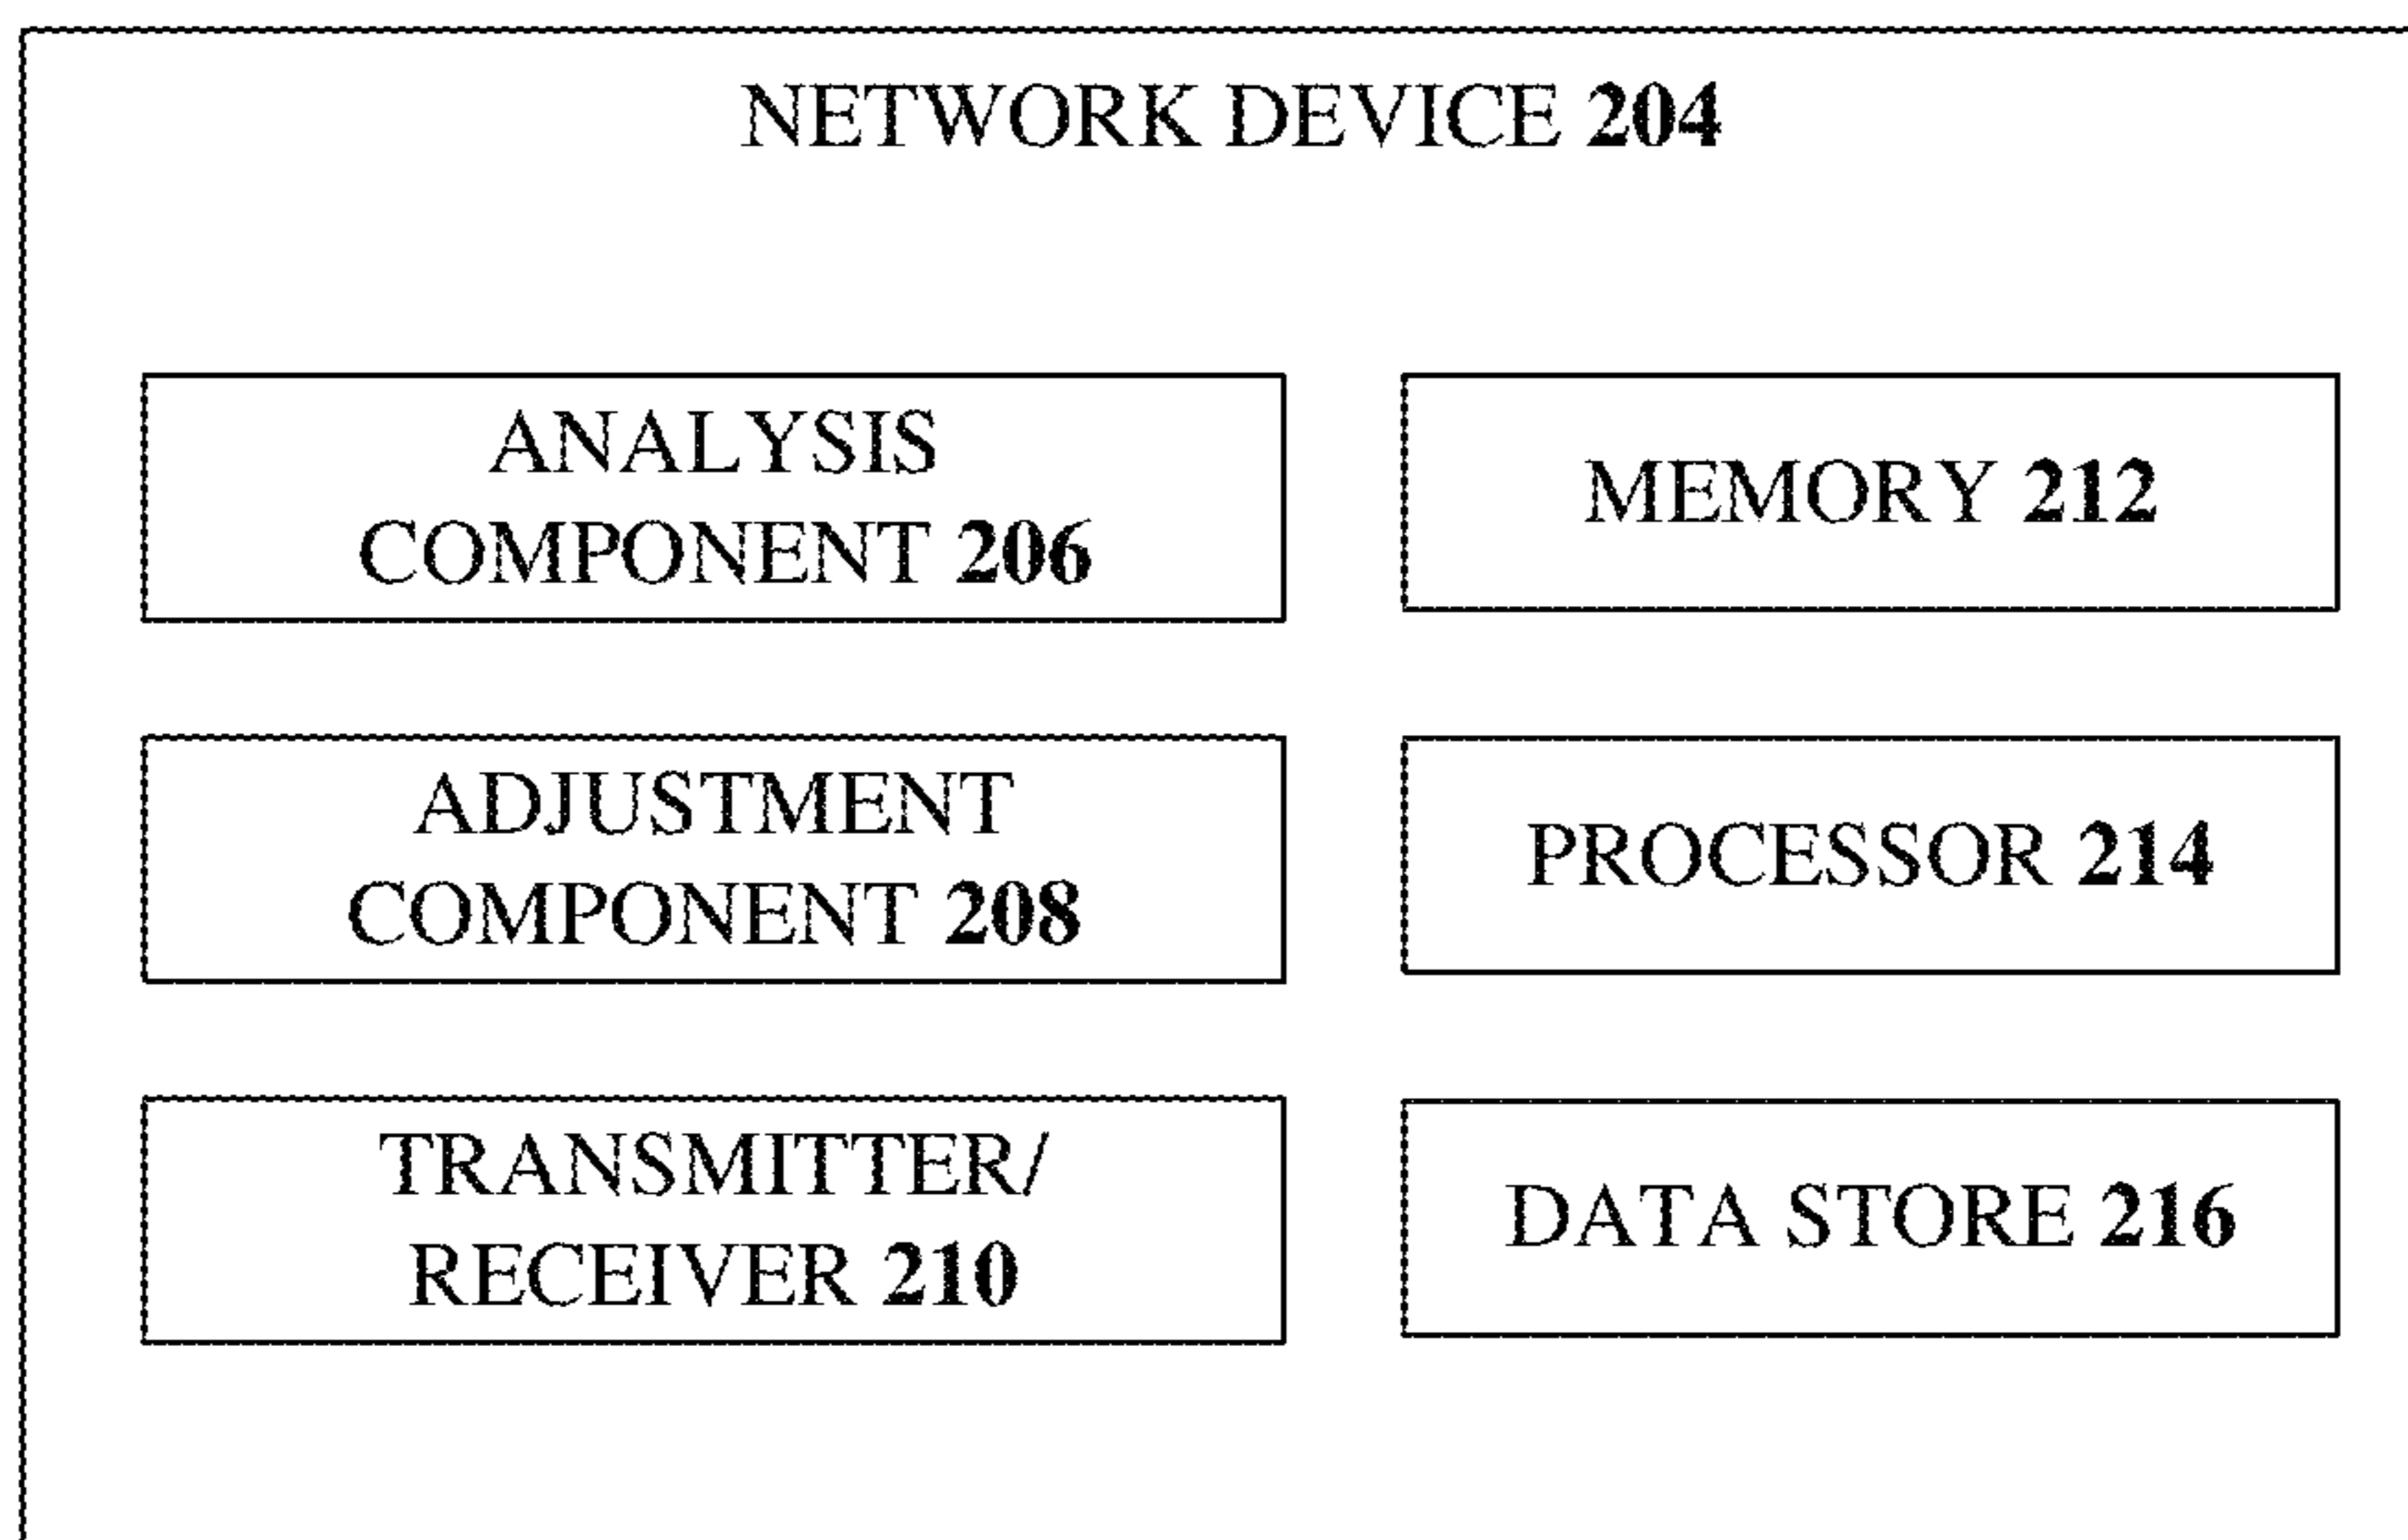 NETWORK DEVICE 204
ANALYSIS
COMPONENT 206
MEMORY 212
ADJUSTMENT
COMPONENT 208
PROCESSOR 214
TRANSMITTER/
RECEIVER 210
DATA STORE 216